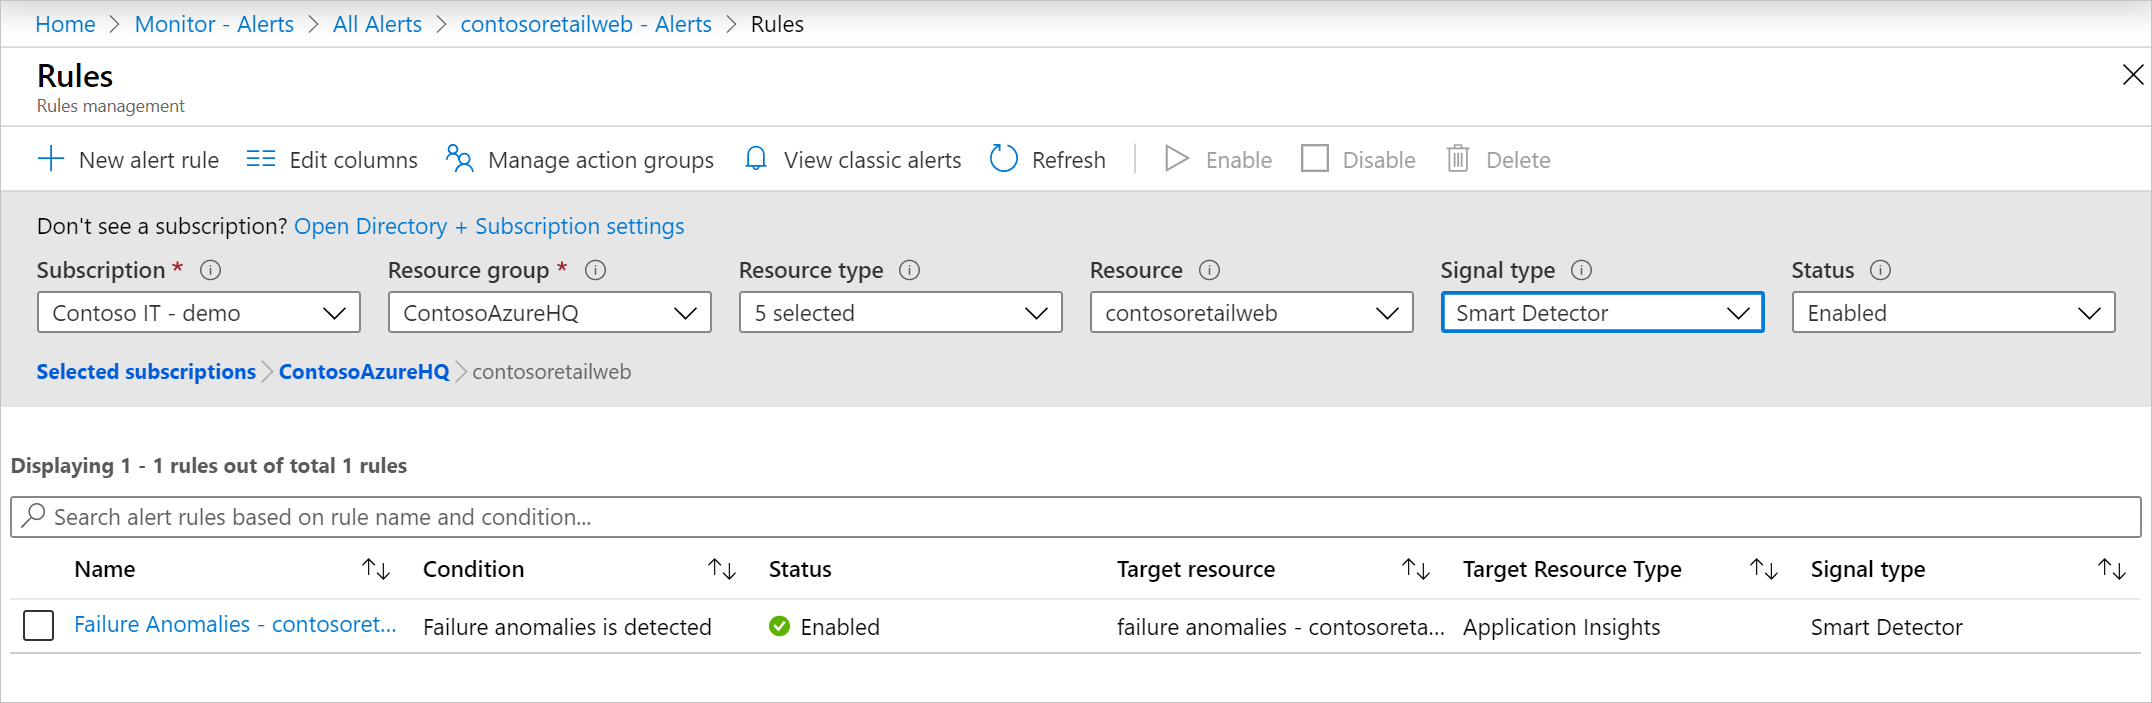 Home > Monitor - Alerts > All Alerts > contosoretailweb - Alerts > Rules
Rules
Rules management
New alert rule Edit columns Manage action groups View classic alerts Refresh Enable Disable Delete
Don't see a subscription? Open Directory + Subscription settings
Subscription * Resource group * Resource type Resource Signal type Status
Contoso IT - demo ContosoAzureHQ 5 selected contosoretailweb Smart Detector Enabled
Selected subscriptions > ContosoAzureHQ > contosoretailweb
Displaying 1 - 1 rules out of total 1 rules
Search alert rules based on rule name and condition...
Name Condition Status Target resource Target Resource Type Signal type
Failure Anomalies - contosoret... Failure anomalies is detected Enabled failure anomalies - contosoreta... Application Insights Smart Detector